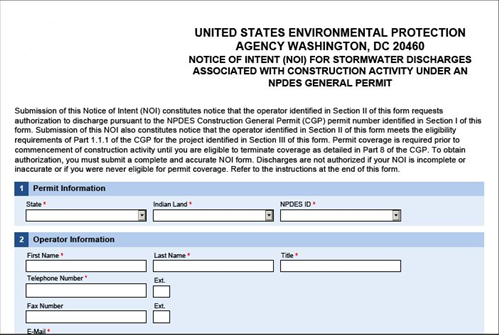 UNITED STATES ENVIRONMENTAL PROTECTION
AGENCY WASHINGTON, DC 20460
NOTICE OF INTENT (NOI) FOR STORMWATER DISCHARGES
ASSOCIATED WITH CONSTRUCTION ACTIVITY UNDER AN
NPDES GENERAL PERMIT
Submission of this Notice of Intent (NOI) constitutes notice that the operator identified in Section II of this form requests
authorization to discharge pursuant to the NPDES Construction General Permit (CGP) permit number identified in Section I of this
form. Submission of this NOI also constitutes notice that the operator identified in Section II of this form meets the eligibility
requirements of Part 1.1.1 of the CGP for the project identified in Section III of this form. Permit coverage is required prior to
commencement of construction activity until you are eligible to terminate coverage as detailed in Part 8 of the CGP. To obtain
authorization, you must submit a complete and accurate NOI form. Discharges are not authorized if your NOI is incomplete or
inaccurate or if you were never eligible for permit coverage. Refer to the instructions at the end of this form.
1 Permit Information
State * Indian Land * NPDES ID *
2 Operator Information
First Name * Last Name * Title *
Telephone Number * Ext.
Fax Number Ext.
E-Mail *